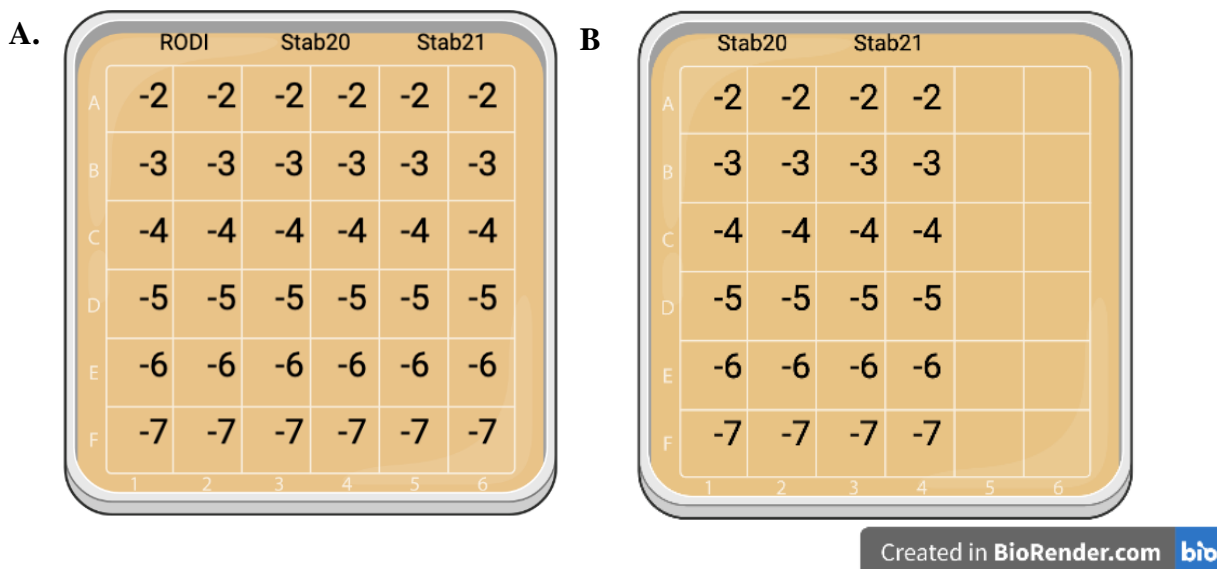 A.
RODI Stab20 Stab21
A -2 -2 -2 -2 -2 -2
B -3 -3 -3 -3 -3 -3
C -4 -4 -4 -4 -4 -4
D -5 -5 -5 -5 -5 -5
E -6 -6 -6 -6 -6 -6
F -7 -7 -7 -7 -7 -7
1 2 3 4 5 6
B
Stab20 Stab21
A -2 -2 -2 -2
B -3 -3 -3 -3
C -4 -4 -4 -4
D -5 -5 -5 -5
E -6 -6 -6 -6
F -7 -7 -7 -7
1 2 3 4 5 6
Created in BioRender.com bio